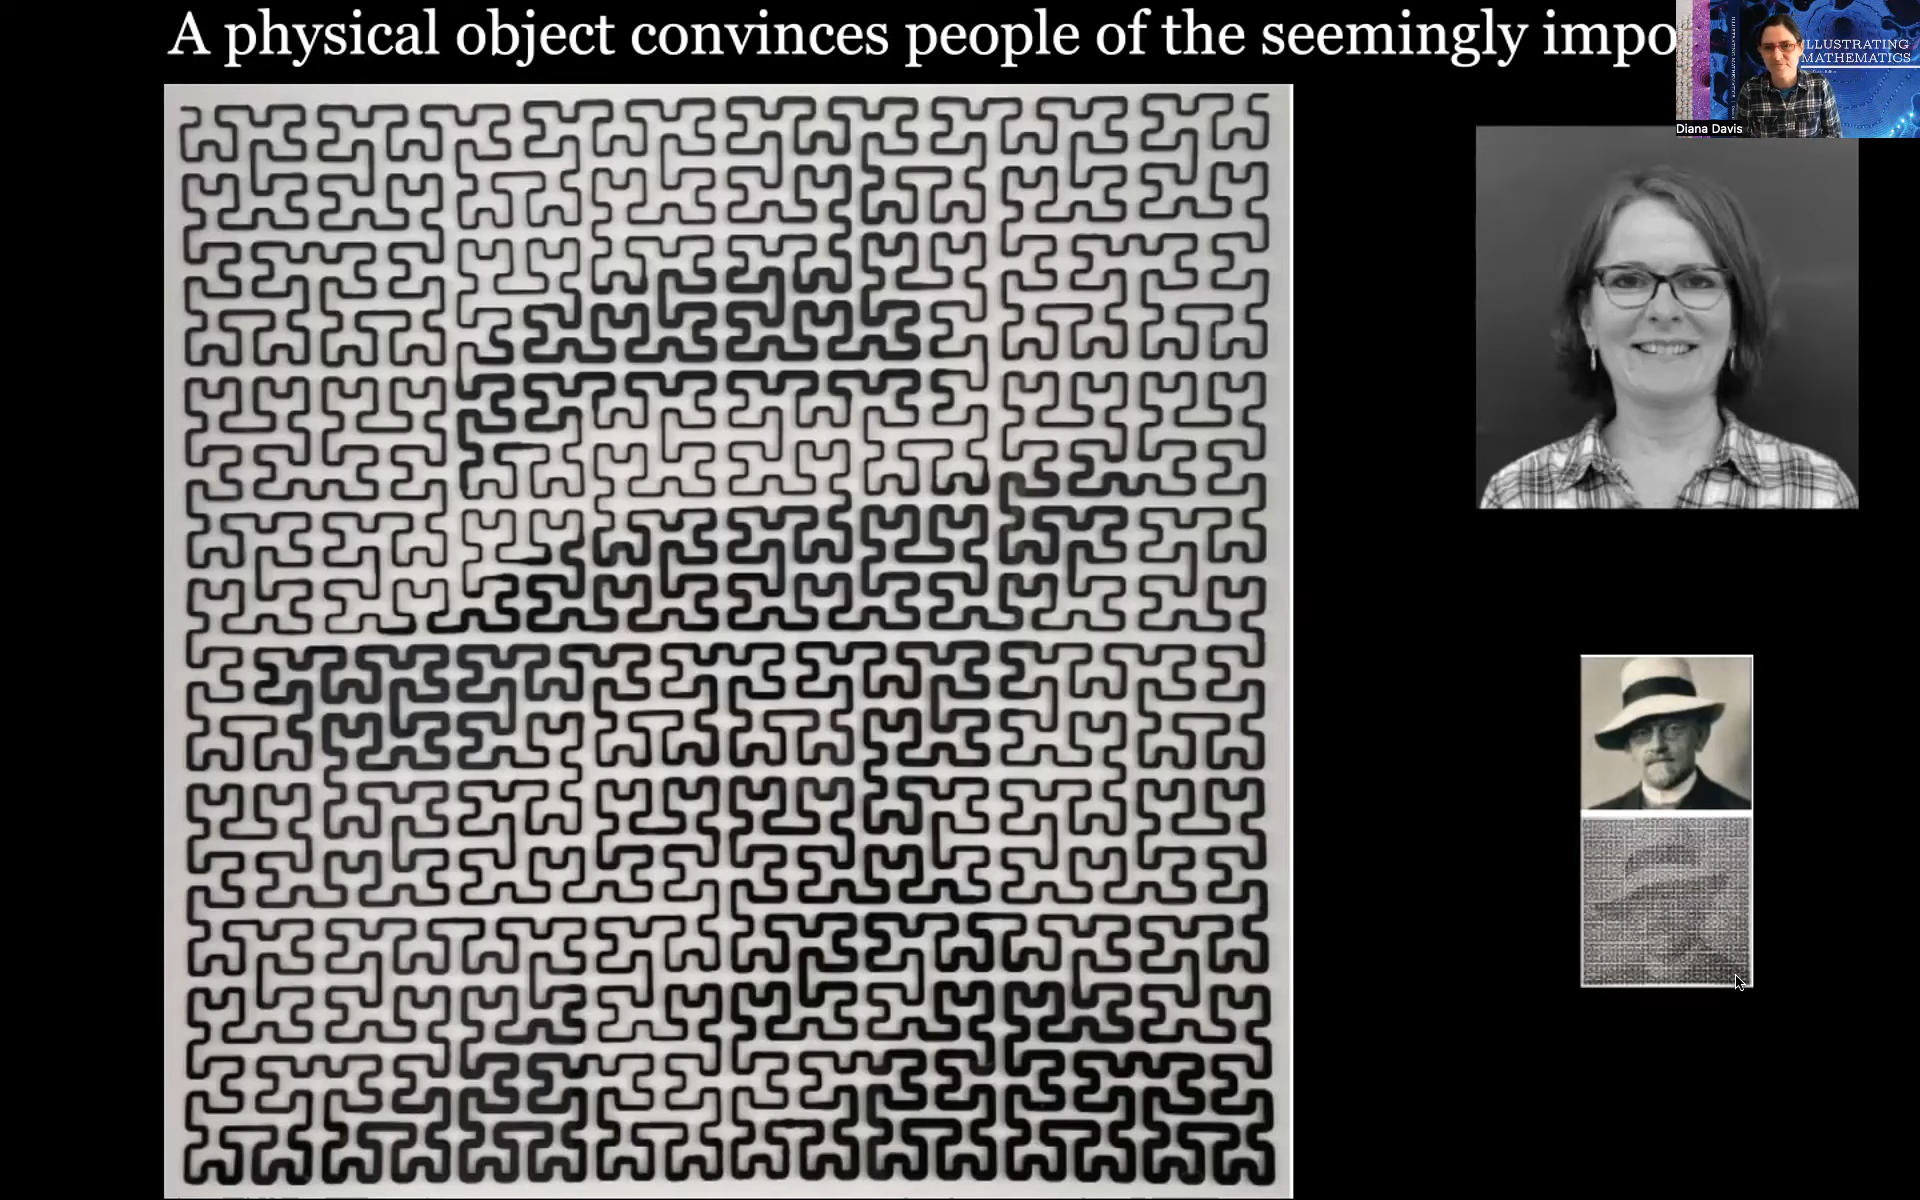 A physical object convinces people of the seemingly impo
ILLUSTRATING
MATHEMATICS
Diana Davis